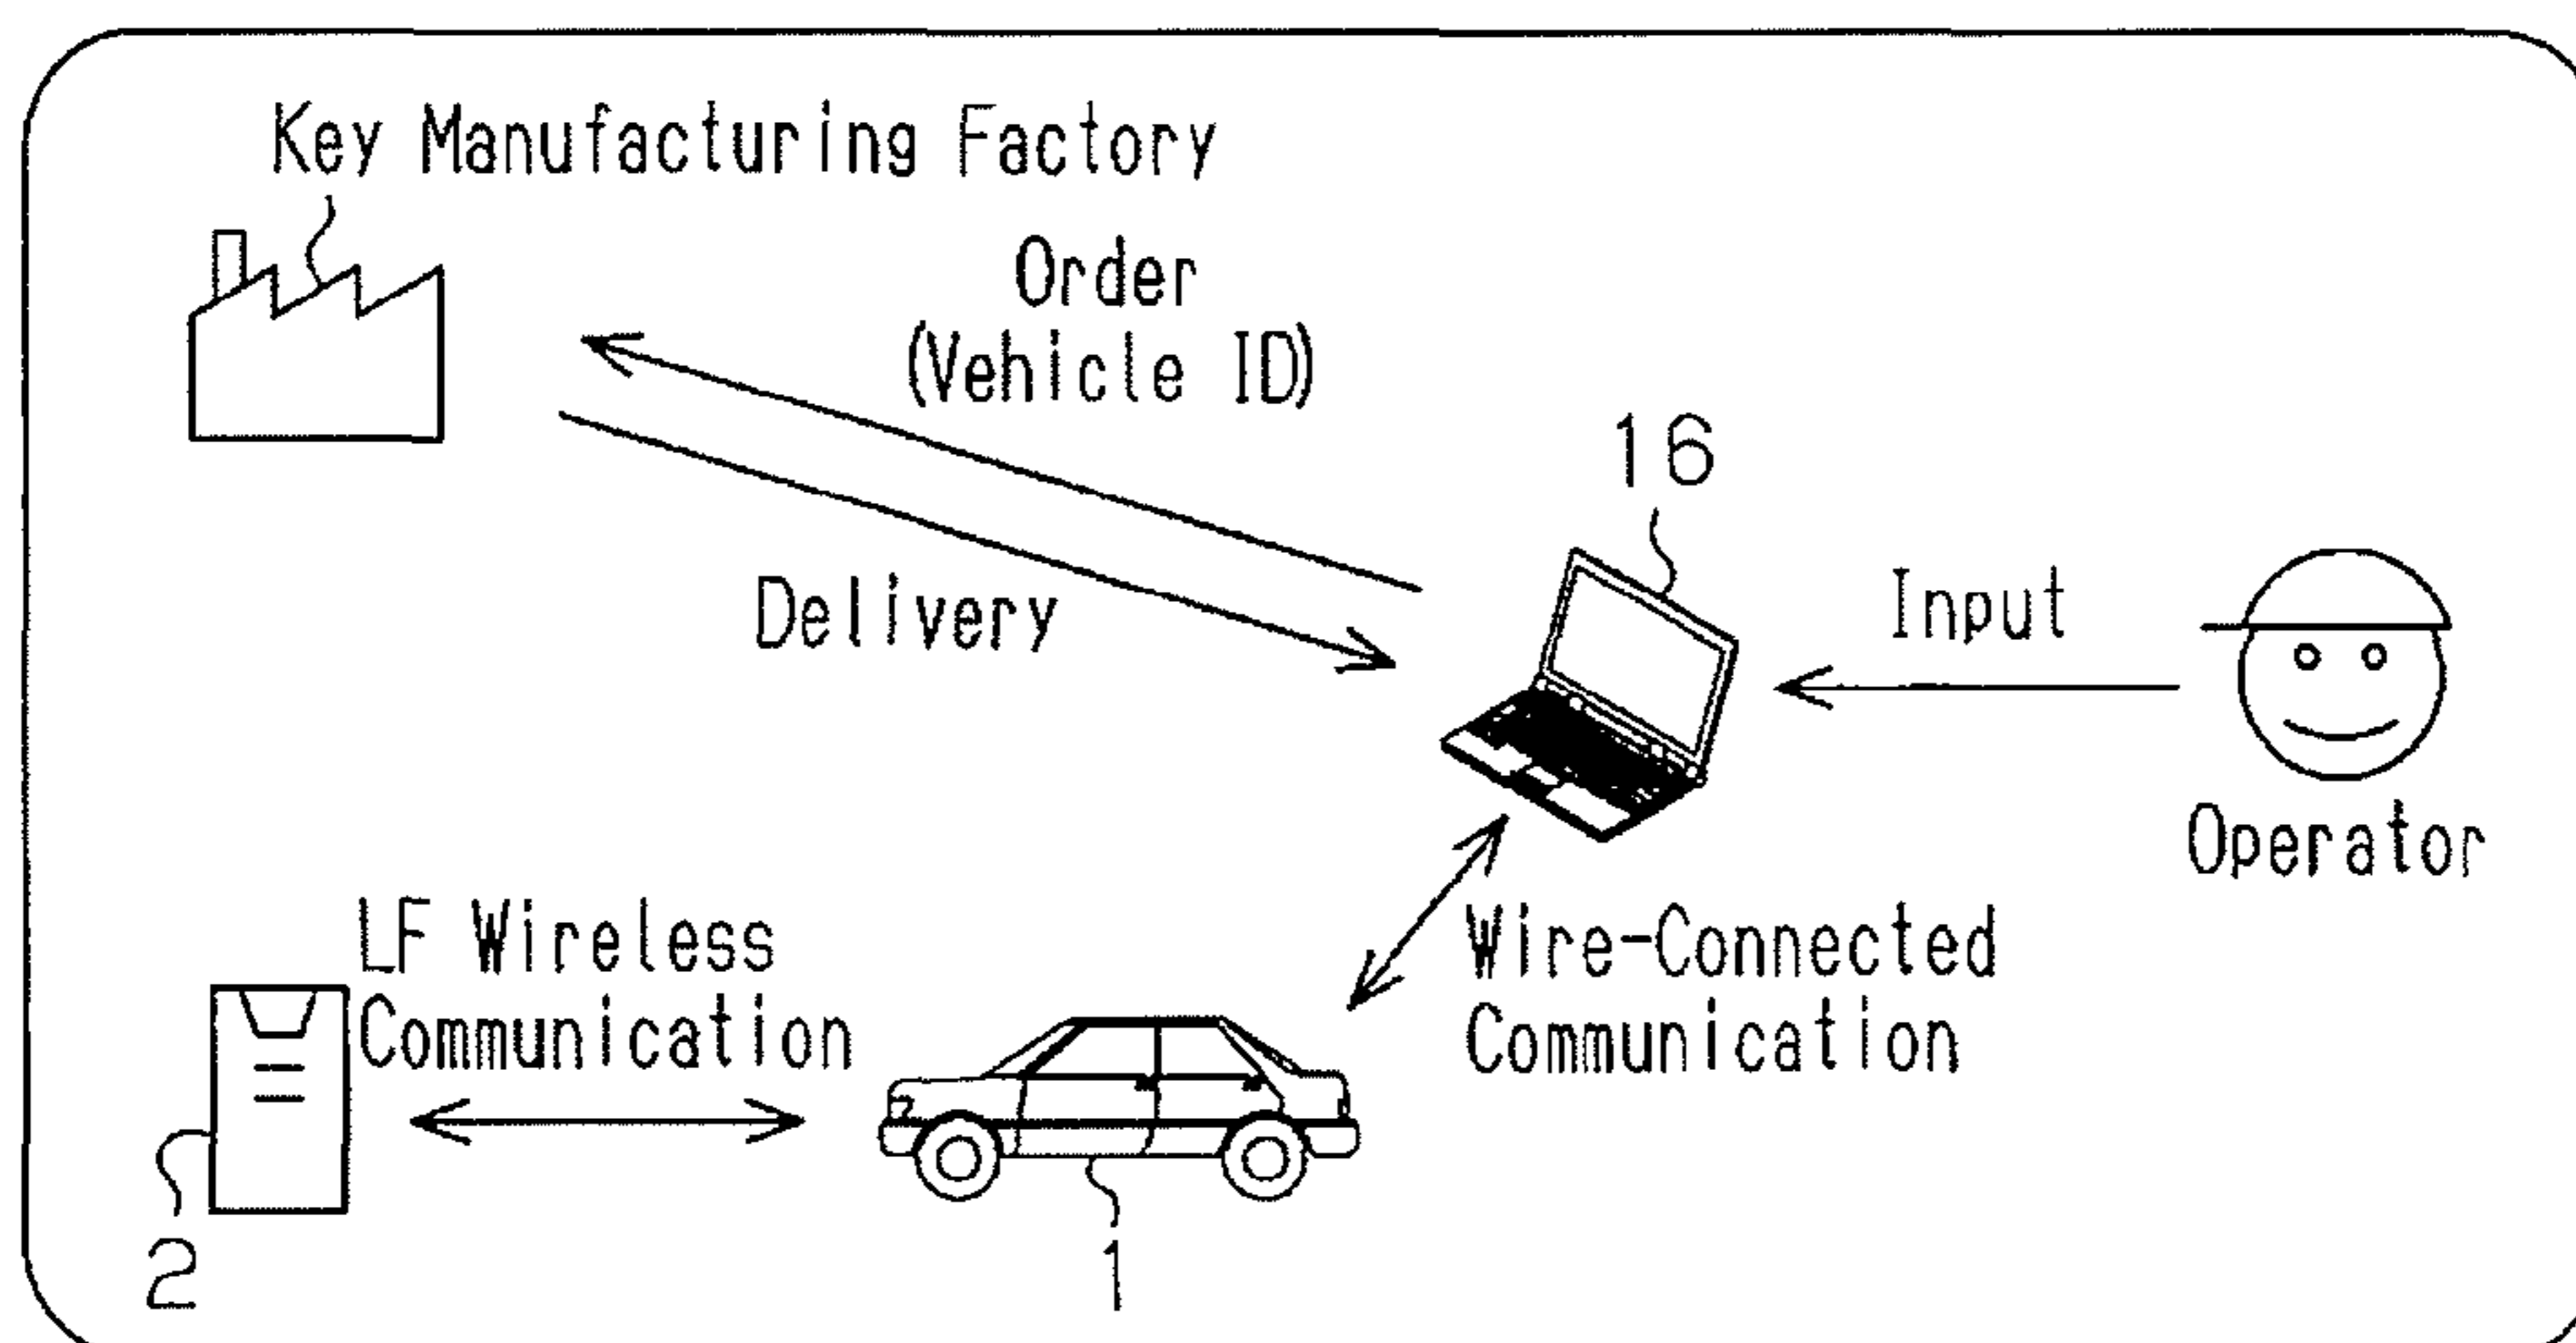 Key Manufacturing Factory
Order
(Vehicle ID)
16
Delivery
Input
Operator
LF Wireless
Communication
Wire-Connected
Communication
2
1